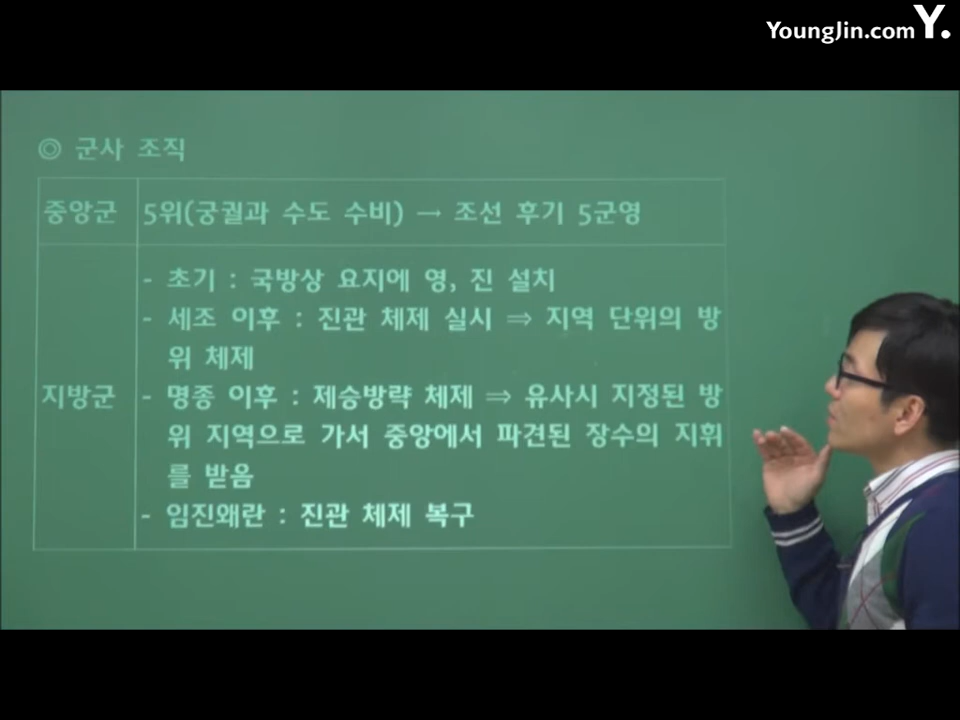 YoungJin.com Y.
◎ 군사 조직
중앙군 5위(궁궐과 수도 수비) → 조선 후기 5군영
- 초기 : 국방상 요지에 영, 진 설치
- 세조 이후 : 진관 체제 실시 ⇒ 지역 단위의 방
위 체제
지방군 - 명종 이후 : 제승방략 체제 ⇒ 유사시 지정된 방
위 지역으로 가서 중앙에서 파견된 장수의 지휘
를 받음
- 임진왜란 : 진관 체제 복구